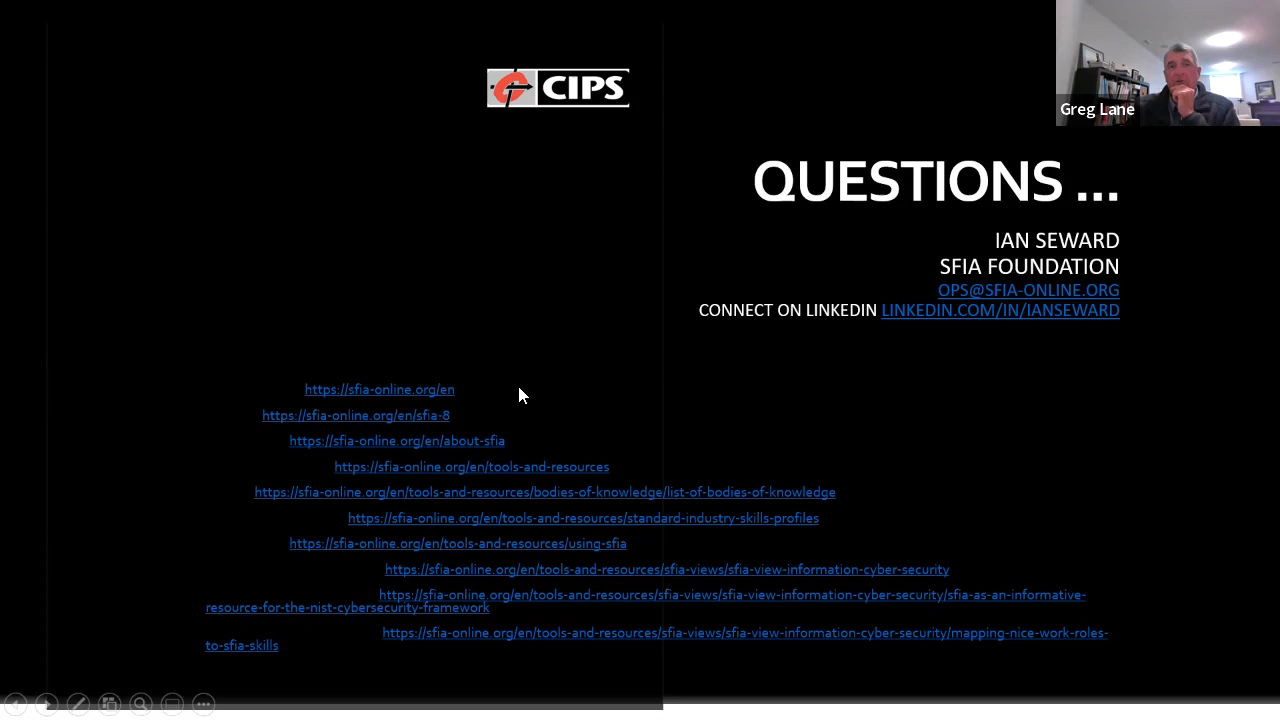 CIPS
Greg Lane
QUESTIONS ...
IAN SEWARD
SFIA FOUNDATION
OPS@SFIA-ONLINE.ORG
CONNECT ON LINKEDIN LINKEDIN.COM/IN/IANSEWARD
https://sfia-online.org/en
https://sfia-online.org/en/sfia-8
https://sfia-online.org/en/about-sfia
https://sfia-online.org/en/tools-and-resources
https://sfia-online.org/en/tools-and-resources/bodies-of-knowledge/list-of-bodies-of-knowledge
https://sfia-online.org/en/tools-and-resources/standard-industry-skills-profiles
https://sfia-online.org/en/tools-and-resources/using-sfia
https://sfia-online.org/en/tools-and-resources/sfia-views/sfia-view-information-cyber-security
https://sfia-online.org/en/tools-and-resources/sfia-views/sfia-view-information-cyber-security/sfia-as-an-informative-
resource-for-the-nist-cybersecurity-framework
https://sfia-online.org/en/tools-and-resources/sfia-views/sfia-view-information-cyber-security/mapping-nice-work-roles-
to-sfia-skills